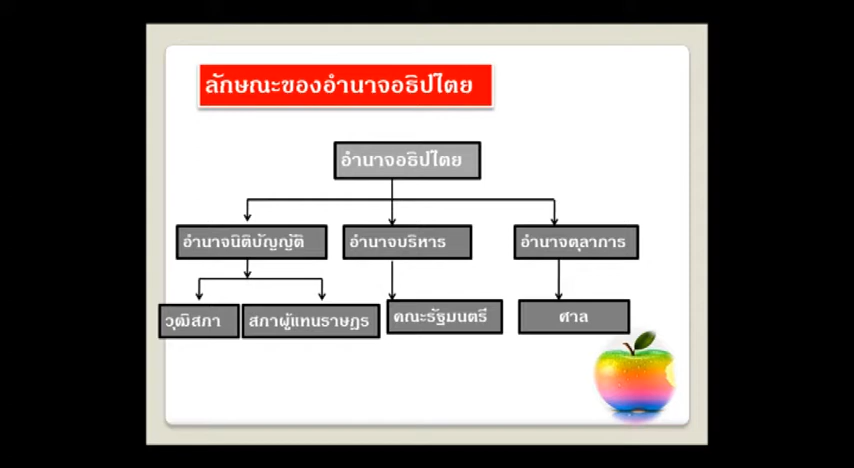 ลักษณะของอำนาจอธิปไตย
อำนาจอธิปไตย
อำนาจนิติบัญญัติ
อำนาจบริหาร
อำนาจตุลาการ
วุฒิสภา
สภาผู้แทนราษฎร
คณะรัฐมนตรี
ศาล